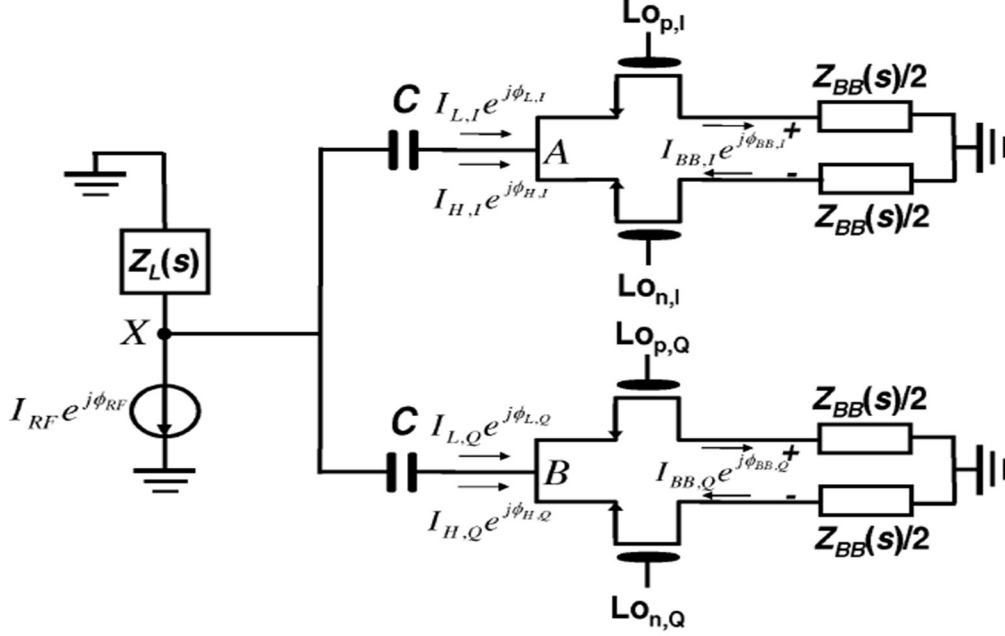 Lo_{p,I}
Z_{BB}(s)/2
C
I_{L,I}e^{jϕ_{L,I}}
A
I_{BB,I}e^{jϕ_{BB,I}}
+
-
I_{H,I}e^{jϕ_{H,I}}
Z_{BB}(s)/2
Z_L(s)
Lo_{n,I}
X
Lo_{p,Q}
I_{RF}e^{jϕ_{RF}}
Z_{BB}(s)/2
C
I_{L,Q}e^{jϕ_{L,Q}}
B
I_{BB,Q}e^{jϕ_{BB,Q}}
+
-
I_{H,Q}e^{jϕ_{H,Q}}
Z_{BB}(s)/2
Lo_{n,Q}